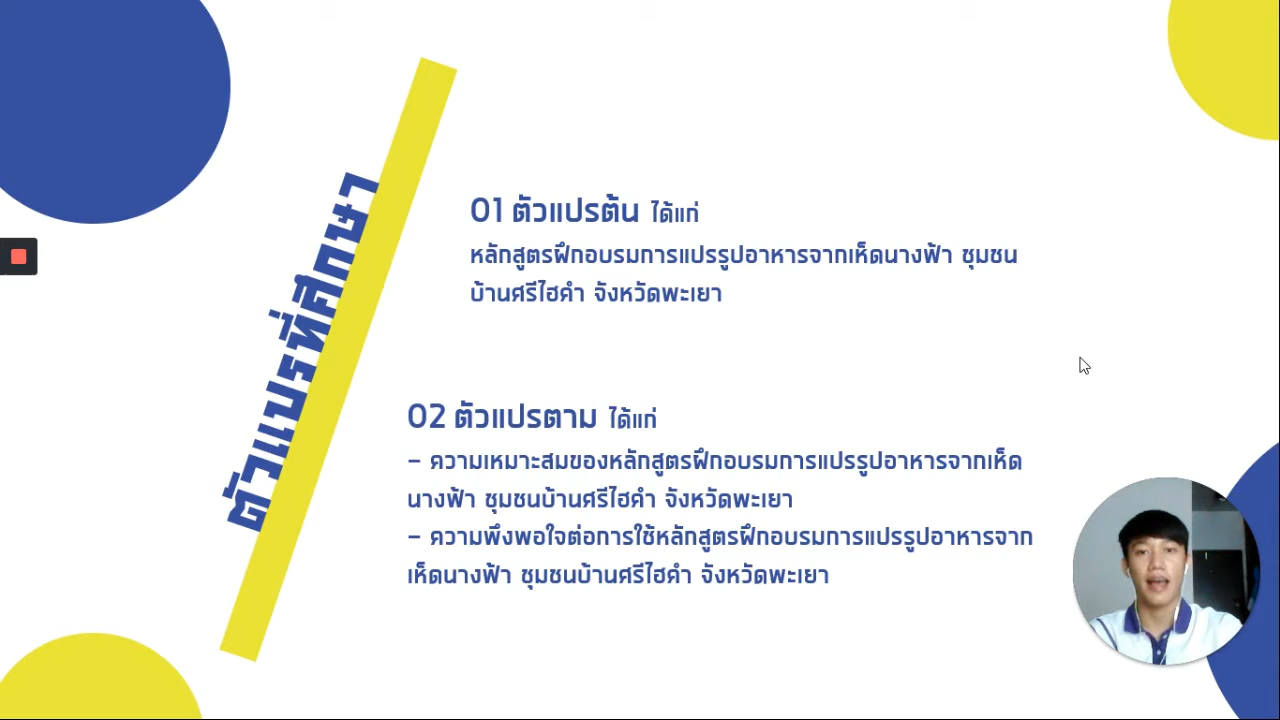 ตัวแปรที่ศึกษา
01 ตัวแปรต้น ได้แก่
หลักสูตรฝึกอบรมการแปรรูปอาหารจากเห็ดนางฟ้า ชุมชน
บ้านศรีไฮคำ จังหวัดพะเยา
02 ตัวแปรตาม ได้แก่
– ความเหมาะสมของหลักสูตรฝึกอบรมการแปรรูปอาหารจากเห็ด
นางฟ้า ชุมชนบ้านศรีไฮคำ จังหวัดพะเยา
– ความพึงพอใจต่อการใช้หลักสูตรฝึกอบรมการแปรรูปอาหารจาก
เห็ดนางฟ้า ชุมชนบ้านศรีไฮคำ จังหวัดพะเยา